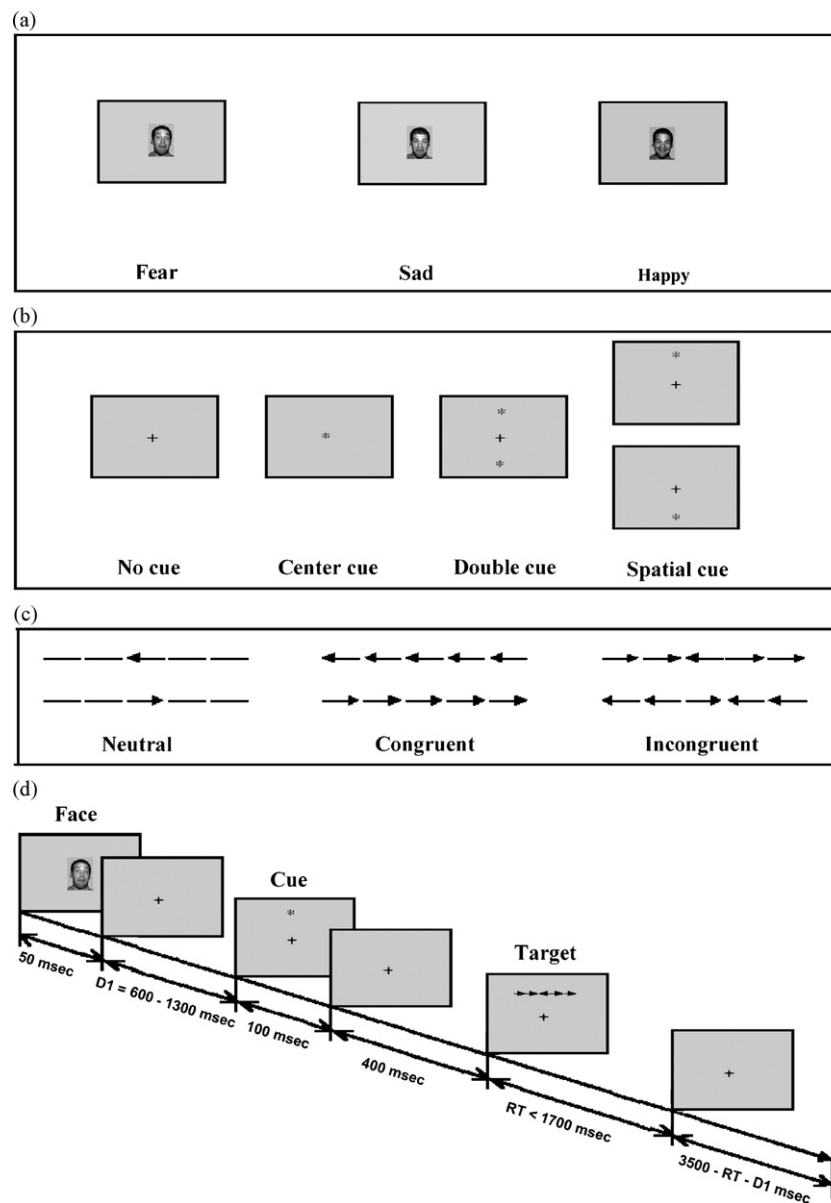 (a)
Fear Sad Happy
(b)
+ * * + * * +
+ *
No cue Center cue Double cue Spatial cue
(c)
Neutral Congruent Incongruent
(d)
Face
+
Cue
* +
+
Target
+
+
50 msec
D1 = 600 - 1300 msec
100 msec
400 msec
RT < 1700 msec
3500 - RT - D1 msec